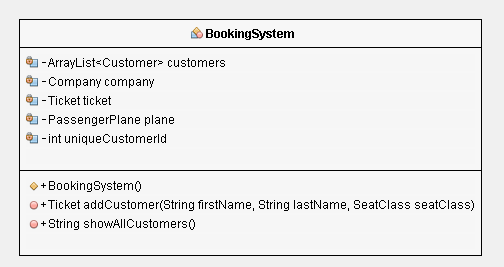 BookingSystem
-ArrayList<Customer> customers
-Company company
-Ticket ticket
-PassengerPlane plane
-int uniqueCustomerId
+BookingSystem()
+Ticket addCustomer(String firstName, String lastName, SeatClass seatClass)
+String showAllCustomers()